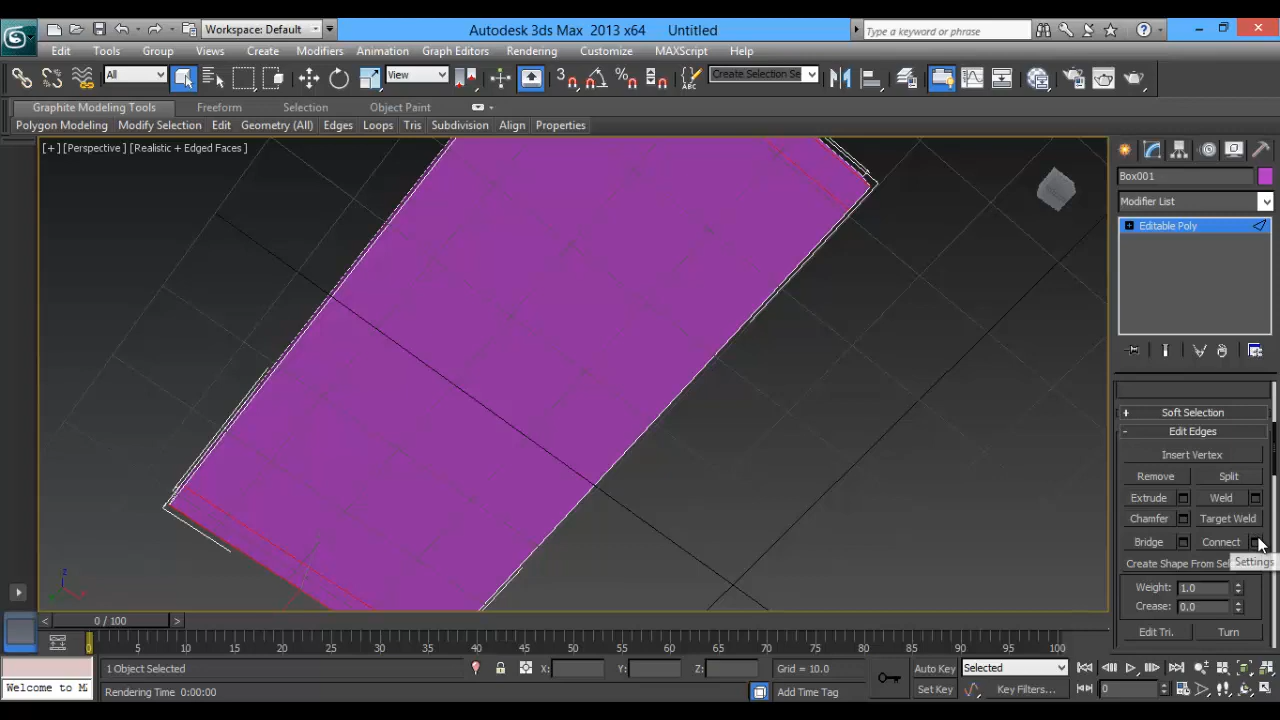 Workspace: Default
Autodesk 3ds Max 2013 x64 Untitled
Type a keyword or phrase
Edit Tools Group Views Create Modifiers Animation Graph Editors Rendering Customize MAXScript Help
All View Create Selection Se
Graphite Modeling Tools Freeform Selection Object Paint
Polygon Modeling Modify Selection Edit Geometry (All) Edges Loops Tris Subdivision Align Properties
[+] [Perspective] [Realistic + Edged Faces]
Box001
Modifier List
Editable Poly
+ Soft Selection
- Edit Edges
Insert Vertex
Remove Split
Extrude Weld
Chamfer Target Weld
Bridge Connect
Settings
Create Shape From Sel
Weight: 1.0
Crease: 0.0
Edit Tri. Turn
z
< 0 / 100 >
0 5 10 15 20 25 30 35 40 45 50 55 60 65 70 75 80 85 90 95 100
1 Object Selected X: Y: Z: Grid = 10.0 Auto Key Selected
Welcome to M Rendering Time 0:00:00 Add Time Tag Set Key Key Filters... 0